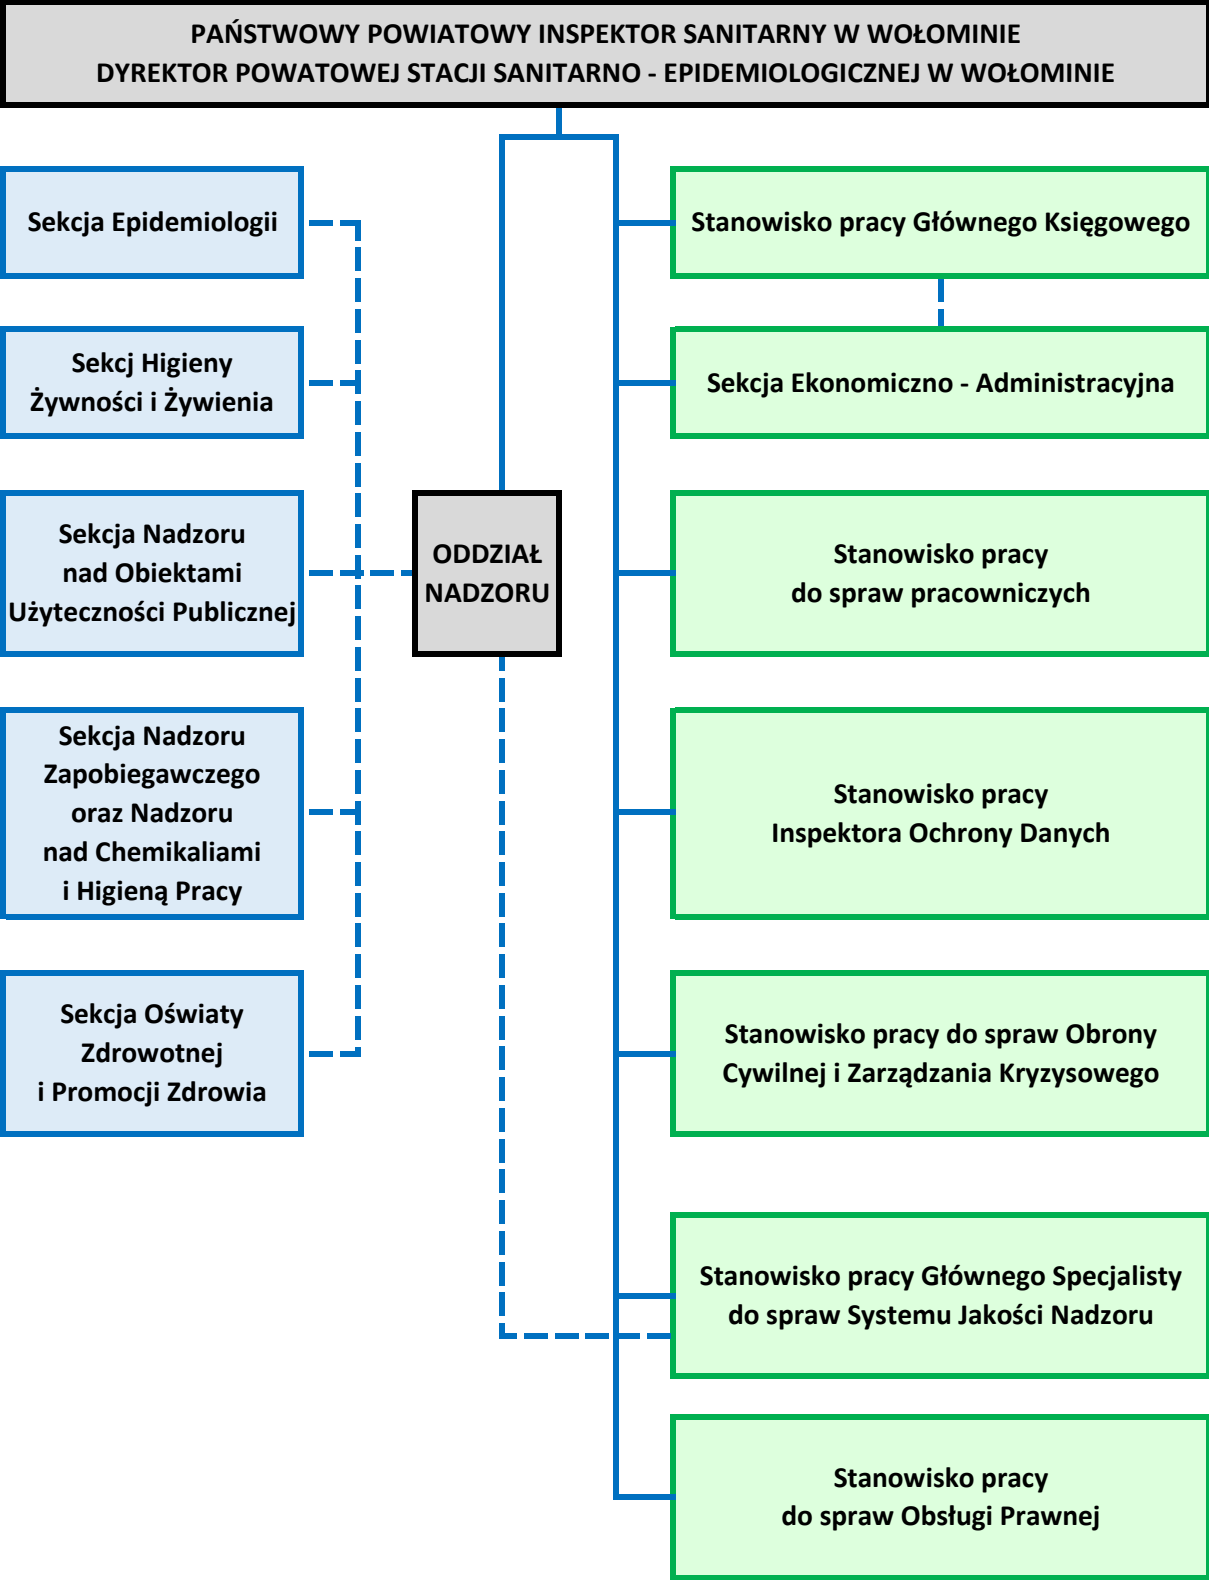 PAŃSTWOWY POWIATOWY INSPEKTOR SANITARNY W WOŁOMINIE
DYREKTOR POWATOWEJ STACJI SANITARNO - EPIDEMIOLOGICZNEJ W WOŁOMINIE
Sekcja Epidemiologii
Sekcj Higieny
Żywności i Żywienia
Sekcja Nadzoru
nad Obiektami
Użyteczności Publicznej
Sekcja Nadzoru
Zapobiegawczego
oraz Nadzoru
nad Chemikaliami
i Higieną Pracy
Sekcja Oświaty
Zdrowotnej
i Promocji Zdrowia
ODDZIAŁ
NADZORU
Stanowisko pracy Głównego Księgowego
Sekcja Ekonomiczno - Administracyjna
Stanowisko pracy
do spraw pracowniczych
Stanowisko pracy
Inspektora Ochrony Danych
Stanowisko pracy do spraw Obrony
Cywilnej i Zarządzania Kryzysowego
Stanowisko pracy Głównego Specjalisty
do spraw Systemu Jakości Nadzoru
Stanowisko pracy
do spraw Obsługi Prawnej